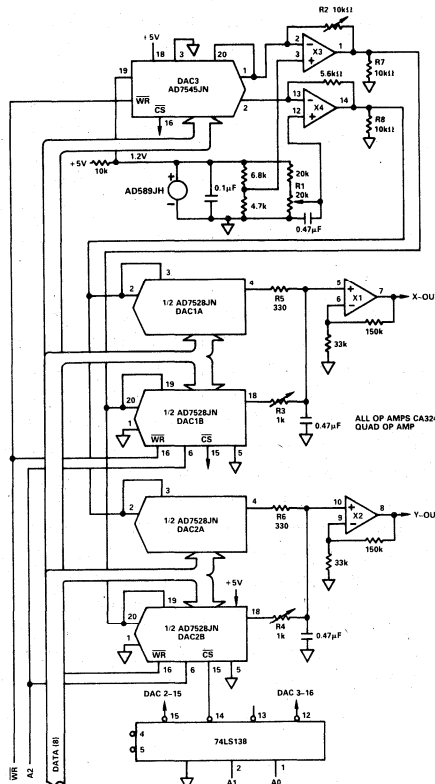 R2 10kΩ
+5V
18
3
20
2
X3
1
3
R7
10kΩ
19
DAC3
AD7545JN
1
2
5.6kΩ
13
X4
14
12
R8
10kΩ
WR
CS
16
1.2V
+5V
10k
AD589JH
+
−
0.1µF
6.8k
4.7k
20k
R1
20k
0.47µF
3
2
1/2 AD7528JN
DAC1A
4
R5
330
5
6
X1
7
X-OU
150k
33k
19
20
1
1/2 AD7528JN
DAC1B
18
R3
1k
0.47µF
ALL OP AMPS CA324
QUAD OP AMP
WR
CS
16
6
15
5
3
2
1/2 AD7528JN
DAC2A
4
R6
330
10
9
X2
8
Y-OU
150k
33k
+5V
19
20
1
1/2 AD7528JN
DAC2B
18
R4
1k
0.47µF
WR
CS
16
6
15
5
DAC 2–15
DAC 3–16
15
14
13
12
4
5
74LS138
2
1
A1
A0
WR
A2
DATA (8)